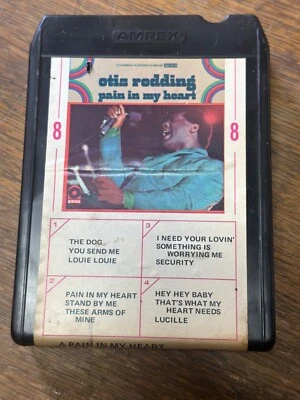 AMPEX
otis redding
pain in my heart
8
8
ATCO
1
THE DOG
YOU SEND ME
LOUIE LOUIE
2
PAIN IN MY HEART
STAND BY ME
THESE ARMS OF
MINE
3
I NEED YOUR LOVIN'
SOMETHING IS
WORRYING ME
SECURITY
4
HEY HEY BABY
THAT'S WHAT MY
HEART NEEDS
LUCILLE
A PAIN IN MY HEART